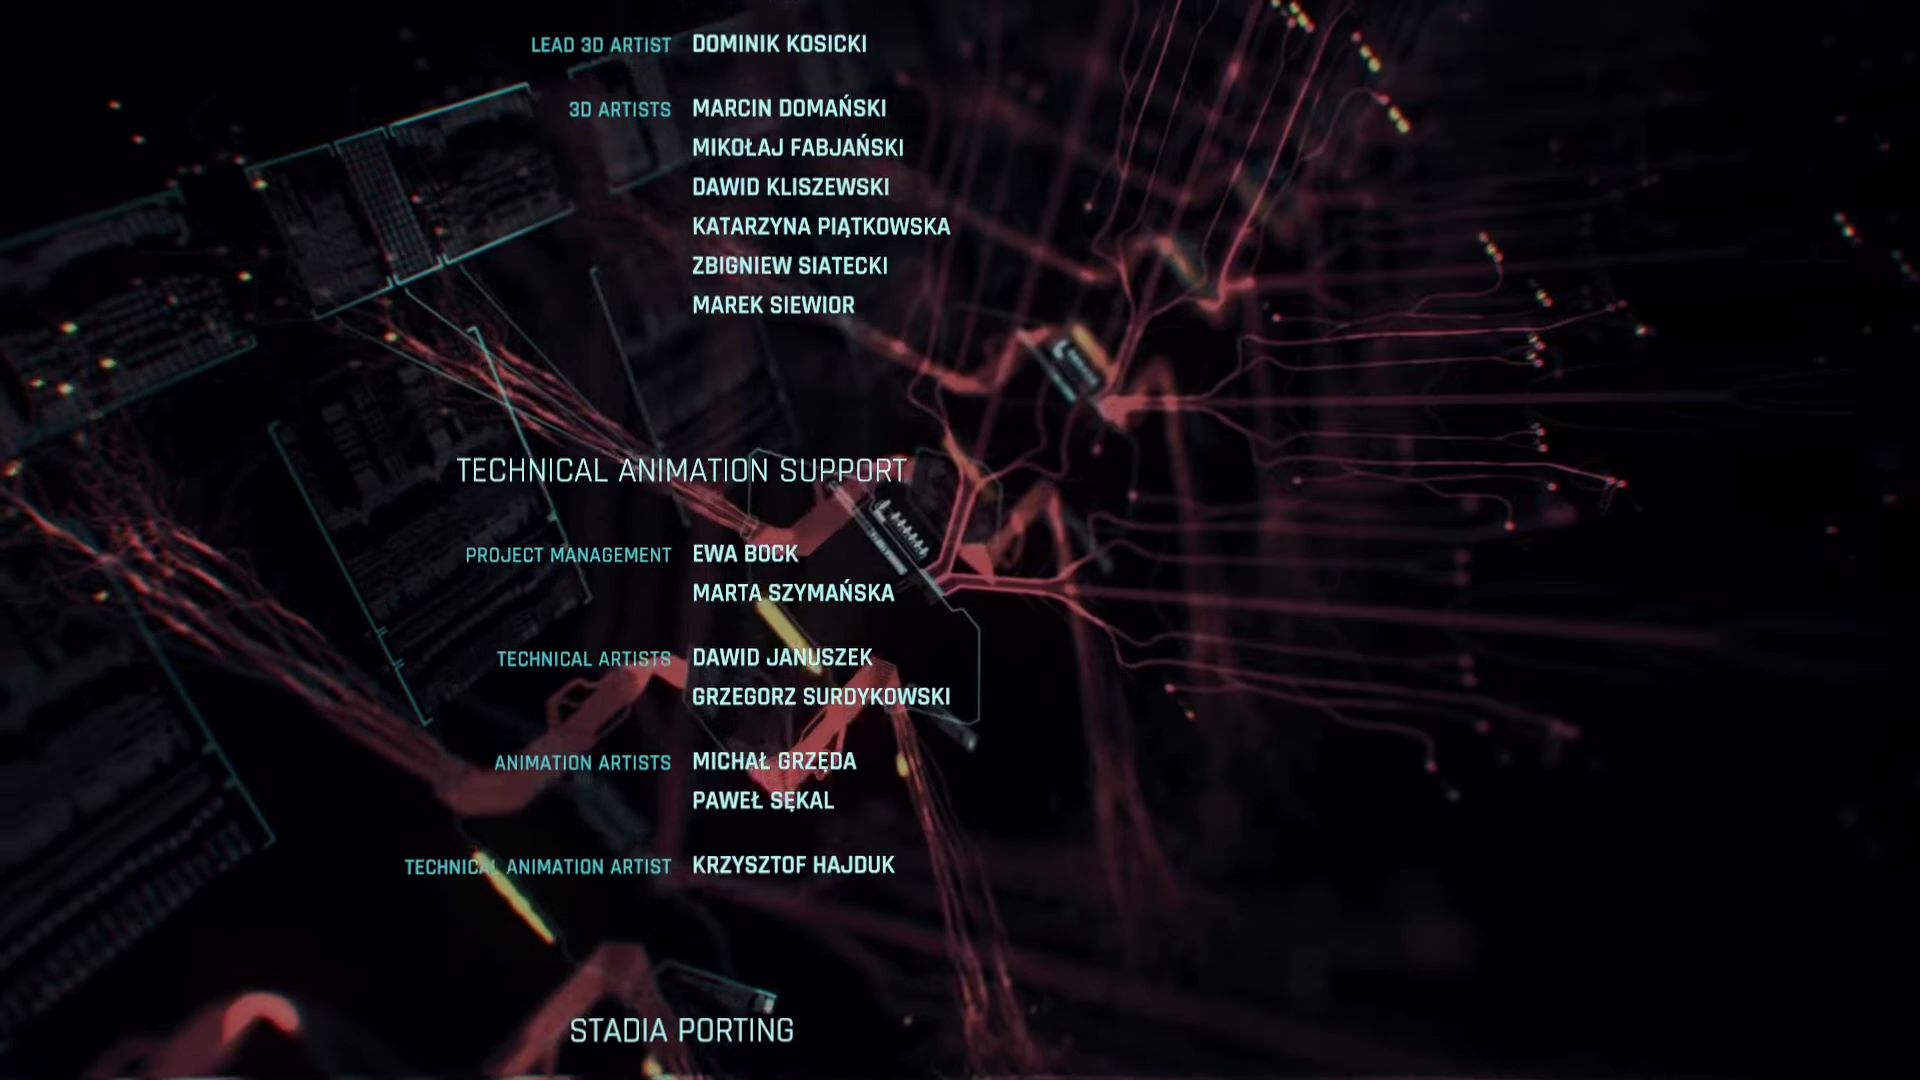 LEAD 3D ARTIST DOMINIK KOSICKI
3D ARTISTS MARCIN DOMAŃSKI
MIKOŁAJ FABJAŃSKI
DAWID KLISZEWSKI
KATARZYNA PIĄTKOWSKA
ZBIGNIEW SIATECKI
MAREK SIEWIOR
TECHNICAL ANIMATION SUPPORT
PROJECT MANAGEMENT EWA BOCK
MARTA SZYMAŃSKA
TECHNICAL ARTISTS DAWID JANUSZEK
GRZEGORZ SURDYKOWSKI
ANIMATION ARTISTS MICHAŁ GRZĘDA
PAWEŁ SĘKAL
TECHNICAL ANIMATION ARTIST KRZYSZTOF HAJDUK
STADIA PORTING